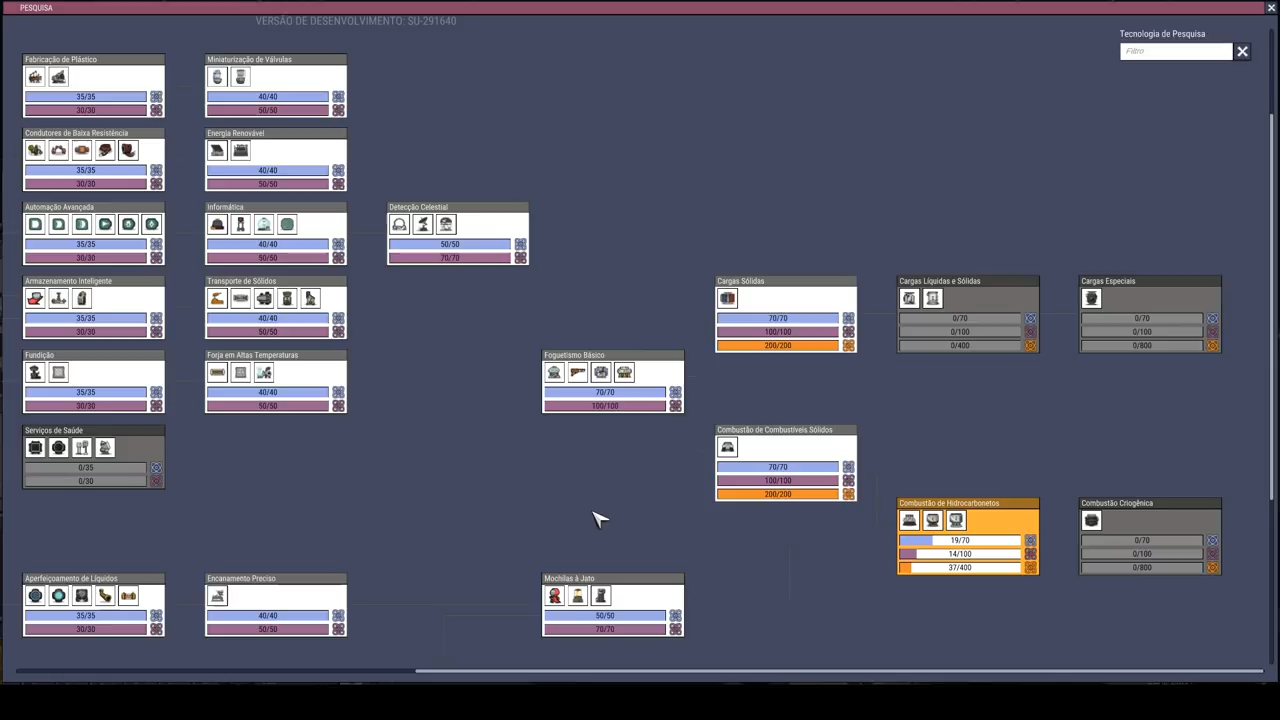 PESQUISA
VERSÃO DE DESENVOLVIMENTO: SU-291640
Tecnologia de Pesquisa
Filtro
Fabricação de Plástico
35/35
30/30
Miniaturização de Válvulas
40/40
50/50
Condutores de Baixa Resistência
35/35
30/30
Energia Renovável
40/40
50/50
Automação Avançada
35/35
30/30
Informática
40/40
50/50
Detecção Celestial
50/50
70/70
Armazenamento Inteligente
35/35
30/30
Transporte de Sólidos
40/40
50/50
Cargas Sólidas
70/70
100/100
200/200
Cargas Líquidas e Sólidas
0/70
0/100
0/400
Cargas Especiais
0/70
0/100
0/800
Fundição
35/35
30/30
Forja em Altas Temperaturas
40/40
50/50
Foguetismo Básico
70/70
100/100
Serviços de Saúde
0/35
0/30
Combustão de Combustíveis Sólidos
70/70
100/100
200/200
Combustão de Hidrocarbonetos
19/70
14/100
37/400
Combustão Criogênica
0/70
0/100
0/800
Aperfeiçoamento de Líquidos
35/35
30/30
Encanamento Preciso
40/40
50/50
Mochilas à Jato
50/50
70/70